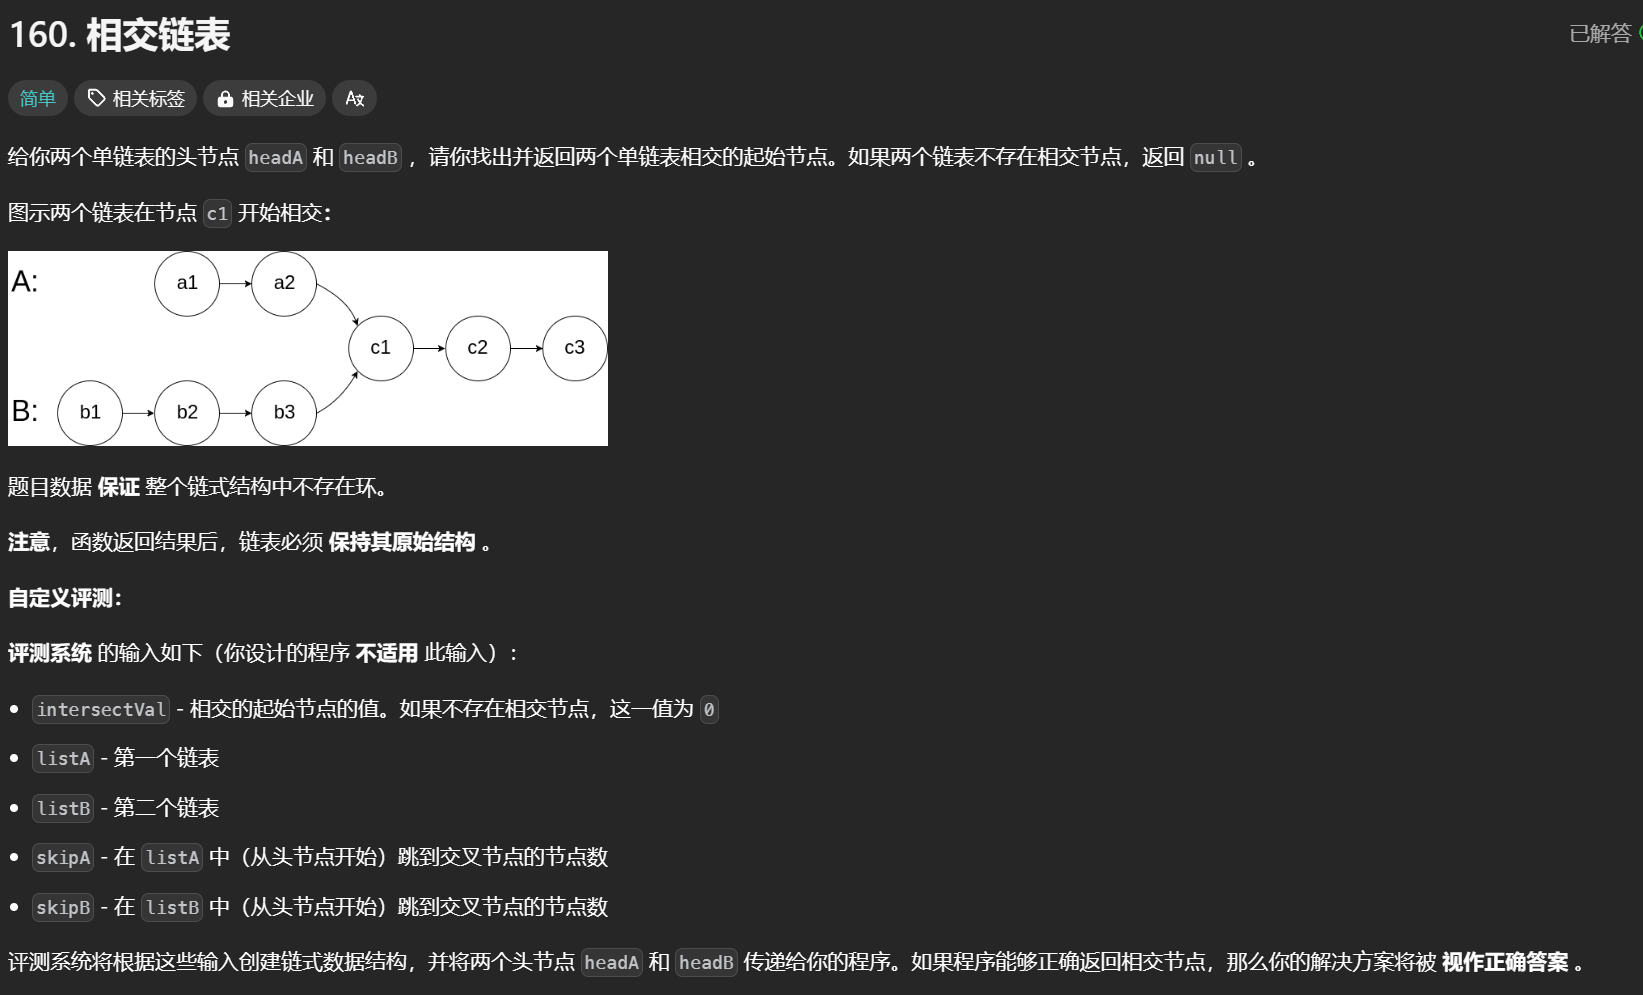 160. 相交链表
已解答
简单 相关标签 相关企业
给你两个单链表的头节点 headA 和 headB ，请你找出并返回两个单链表相交的起始节点。如果两个链表不存在相交节点，返回 null 。
图示两个链表在节点 c1 开始相交：
A: a1 a2
c1 c2 c3
B: b1 b2 b3
题目数据 保证 整个链式结构中不存在环。
注意，函数返回结果后，链表必须 保持其原始结构 。
自定义评测：
评测系统 的输入如下（你设计的程序 不适用 此输入）：
intersectVal - 相交的起始节点的值。如果不存在相交节点，这一值为 0
listA - 第一个链表
listB - 第二个链表
skipA - 在 listA 中（从头节点开始）跳到交叉节点的节点数
skipB - 在 listB 中（从头节点开始）跳到交叉节点的节点数
评测系统将根据这些输入创建链式数据结构，并将两个头节点 headA 和 headB 传递给你的程序。如果程序能够正确返回相交节点，那么你的解决方案将被 视作正确答案 。